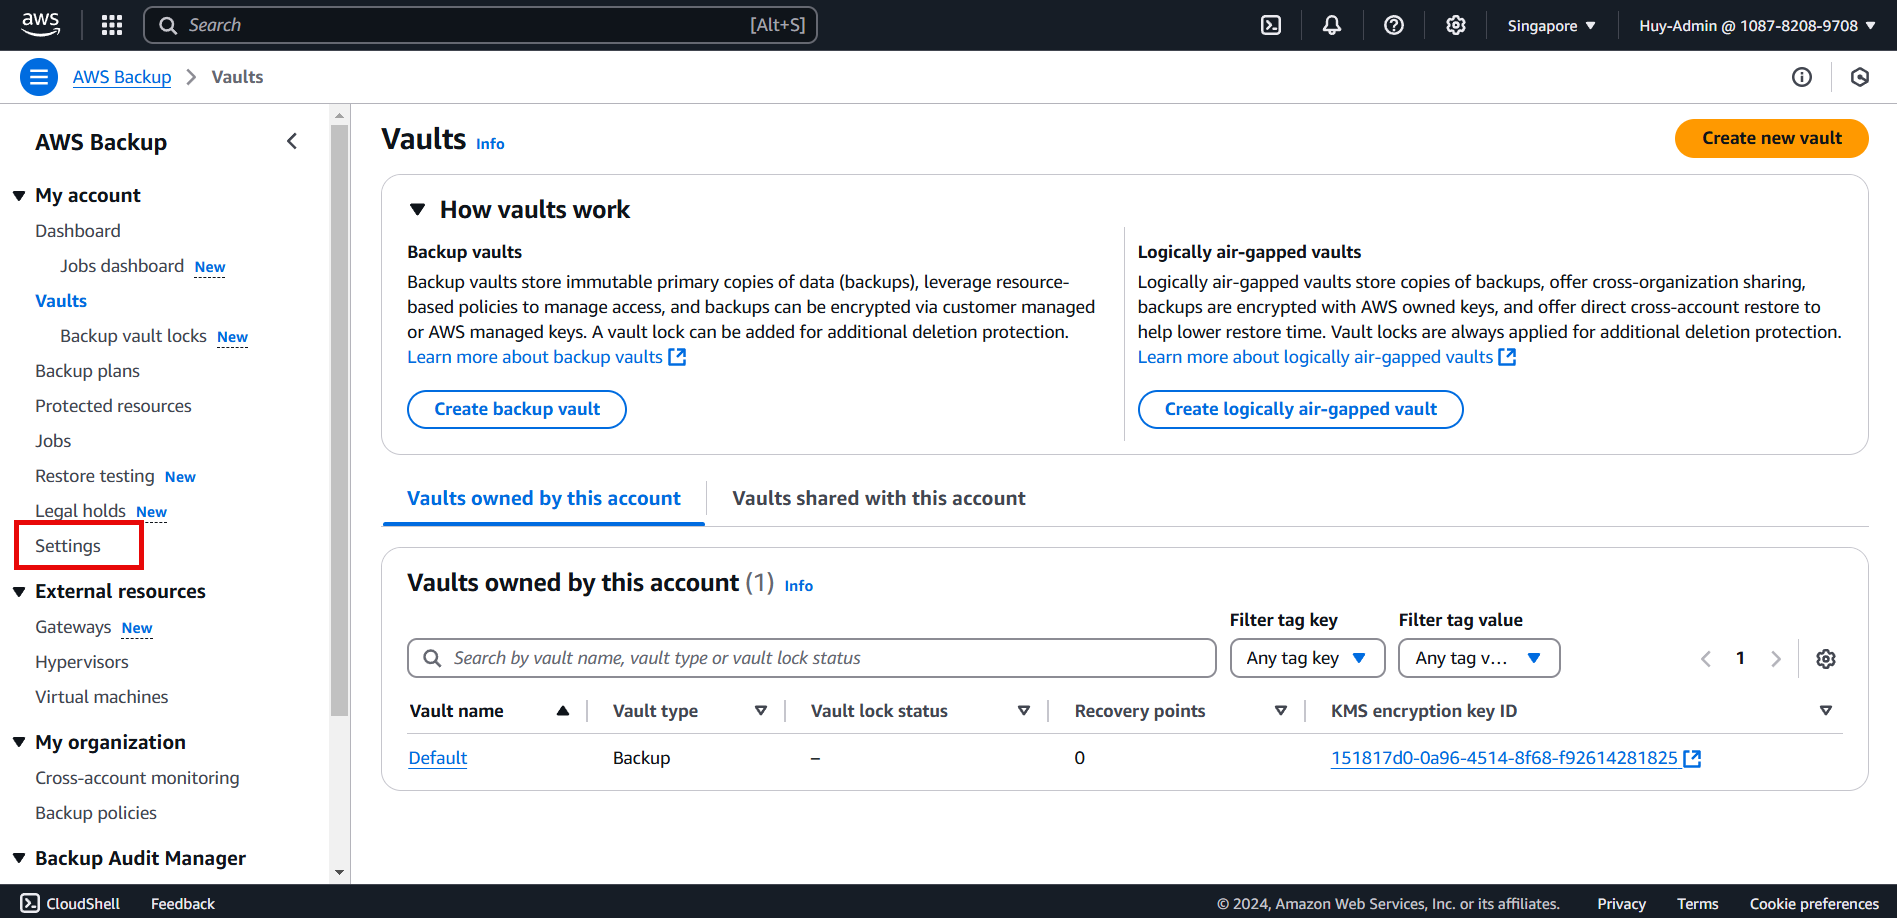 aws
Search [Alt+S]
Singapore ▼
Huy-Admin @ 1087-8208-9708 ▼
AWS Backup > Vaults
AWS Backup
My account
Dashboard
Jobs dashboard New
Vaults
Backup vault locks New
Backup plans
Protected resources
Jobs
Restore testing New
Legal holds New
Settings
External resources
Gateways New
Hypervisors
Virtual machines
My organization
Cross-account monitoring
Backup policies
Backup Audit Manager
Vaults Info
Create new vault
How vaults work
Backup vaults
Backup vaults store immutable primary copies of data (backups), leverage resource-
based policies to manage access, and backups can be encrypted via customer managed
or AWS managed keys. A vault lock can be added for additional deletion protection.
Learn more about backup vaults
Create backup vault
Logically air-gapped vaults
Logically air-gapped vaults store copies of backups, offer cross-organization sharing,
backups are encrypted with AWS owned keys, and offer direct cross-account restore to
help lower restore time. Vault locks are always applied for additional deletion protection.
Learn more about logically air-gapped vaults
Create logically air-gapped vault
Vaults owned by this account
Vaults shared with this account
Vaults owned by this account (1) Info
Filter tag key
Filter tag value
Search by vault name, vault type or vault lock status
Any tag key
Any tag v...
1
Vault name
Vault type
Vault lock status
Recovery points
KMS encryption key ID
Default
Backup
–
0
151817d0-0a96-4514-8f68-f92614281825
CloudShell
Feedback
© 2024, Amazon Web Services, Inc. or its affiliates.
Privacy
Terms
Cookie preferences